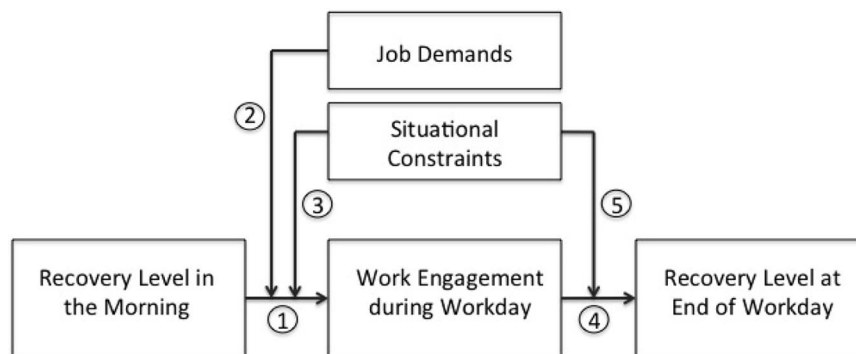 Job Demands
②
Situational
Constraints
③
⑤
Recovery Level in
the Morning
Work Engagement
during Workday
Recovery Level at
End of Workday
①
④